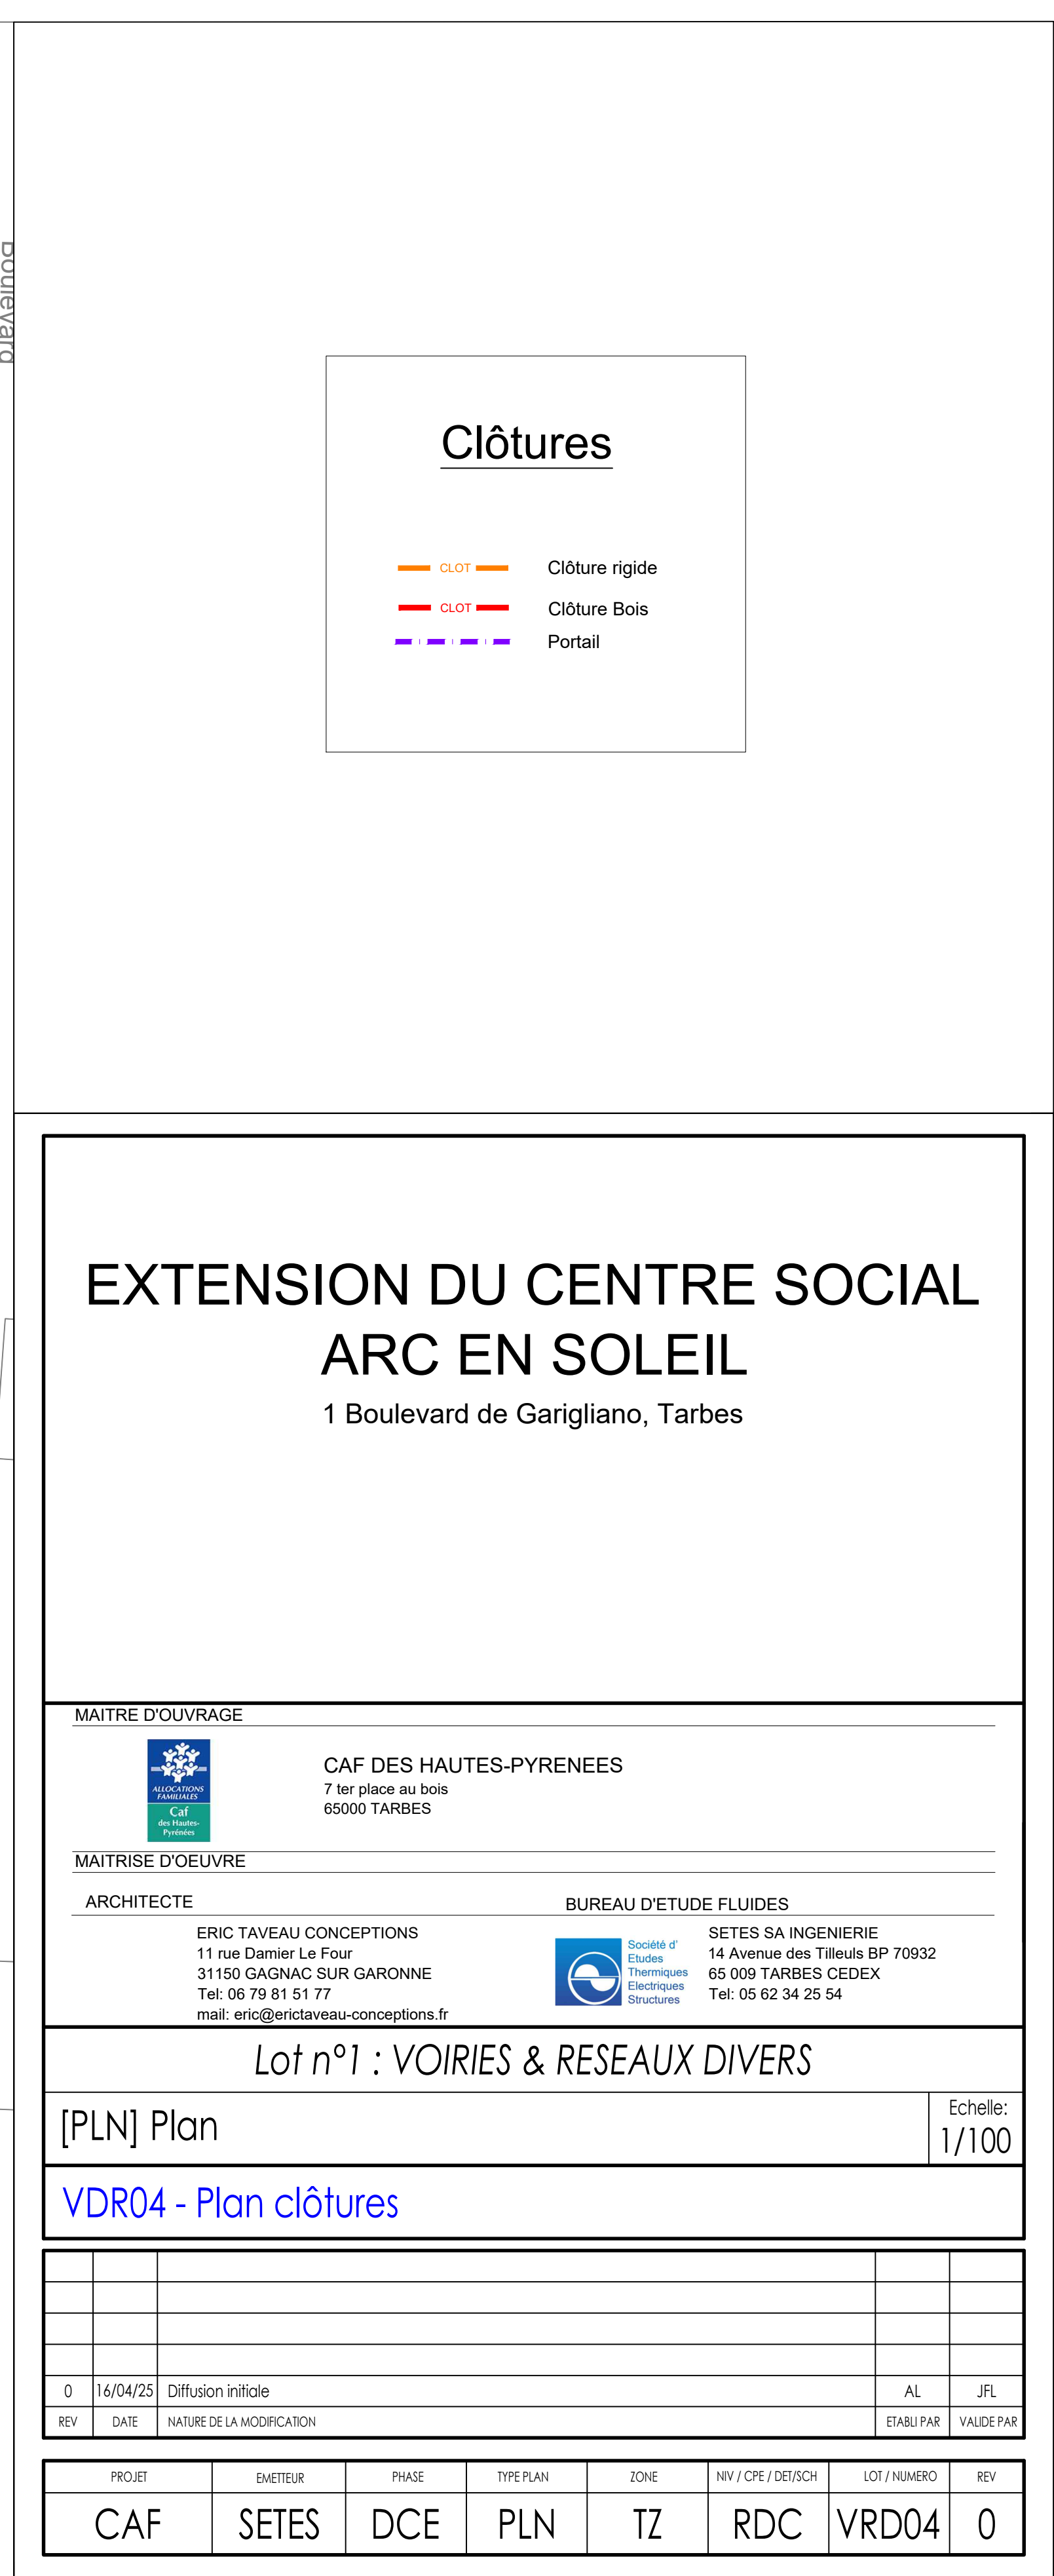 Boulevard
Clôtures
CLOT Clôture rigide
CLOT Clôture Bois
Portail
EXTENSION DU CENTRE SOCIAL
ARC EN SOLEIL
1 Boulevard de Garigliano, Tarbes
MAITRE D'OUVRAGE
ALLOCATIONS
FAMILIALES
Caf
des Hautes-
Pyrénées
CAF DES HAUTES-PYRENEES
7 ter place au bois
65000 TARBES
MAITRISE D'OEUVRE
ARCHITECTE
ERIC TAVEAU CONCEPTIONS
11 rue Damier Le Four
31150 GAGNAC SUR GARONNE
Tel: 06 79 81 51 77
mail: eric@erictaveau-conceptions.fr
BUREAU D'ETUDE FLUIDES
Société d'
Etudes
Thermiques
Electriques
Structures
SETES SA INGENIERIE
14 Avenue des Tilleuls BP 70932
65 009 TARBES CEDEX
Tel: 05 62 34 25 54
Lot n°1 : VOIRIES & RESEAUX DIVERS
[PLN] Plan
Echelle:
1/100
VDR04 - Plan clôtures
0 16/04/25 Diffusion initiale AL JFL
REV DATE NATURE DE LA MODIFICATION ETABLI PAR VALIDE PAR
PROJET EMETTEUR PHASE TYPE PLAN ZONE NIV / CPE / DET/SCH LOT / NUMERO REV
CAF SETES DCE PLN TZ RDC VRD04 0